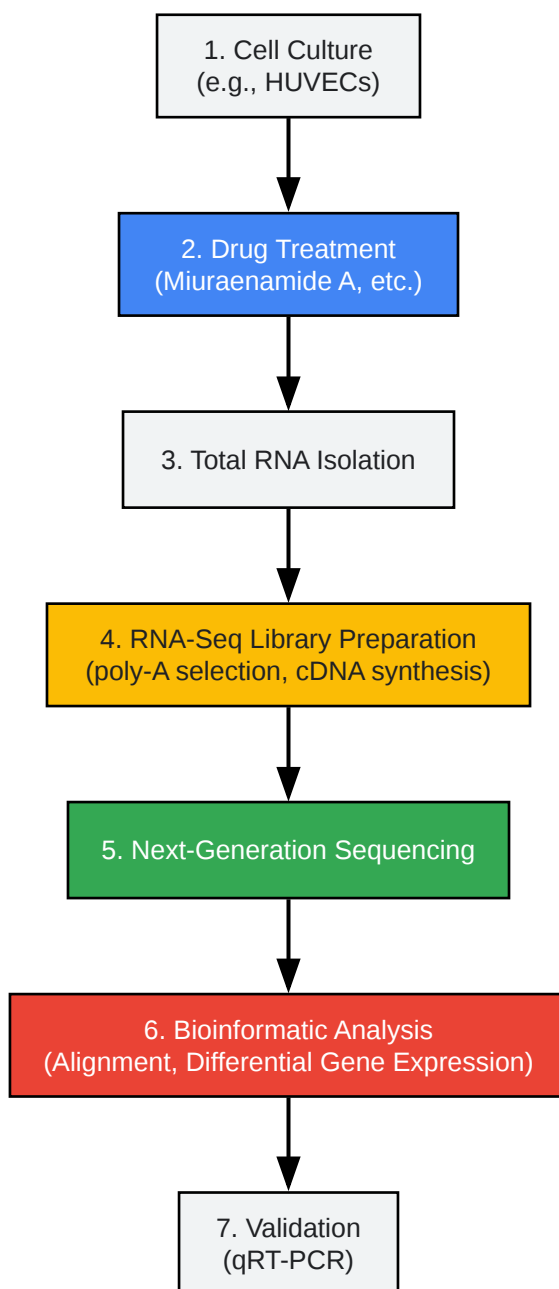 1. Cell Culture
(e.g., HUVECs)
2. Drug Treatment
(Miuraenamide A, etc.)
3. Total RNA Isolation
4. RNA-Seq Library Preparation
(poly-A selection, cDNA synthesis)
5. Next-Generation Sequencing
6. Bioinformatic Analysis
(Alignment, Differential Gene Expression)
7. Validation
(qRT-PCR)